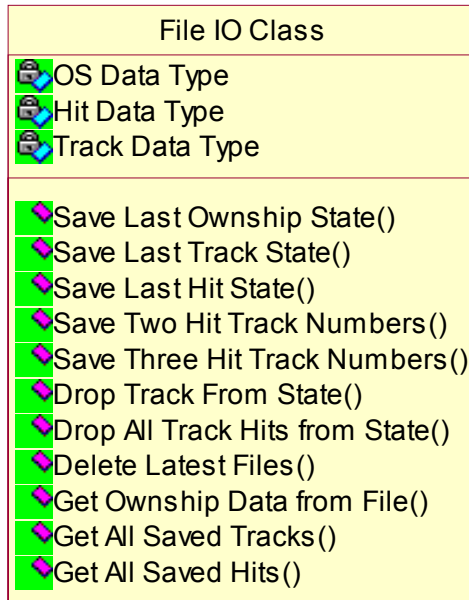 File IO Class
OS Data Type
Hit Data Type
Track Data Type
Save Last Ownship State()
Save Last Track State()
Save Last Hit State()
Save Two Hit Track Numbers()
Save Three Hit Track Numbers()
Drop Track From State()
Drop All Track Hits from State()
Delete Latest Files()
Get Ownship Data from File()
Get All Saved Tracks()
Get All Saved Hits()